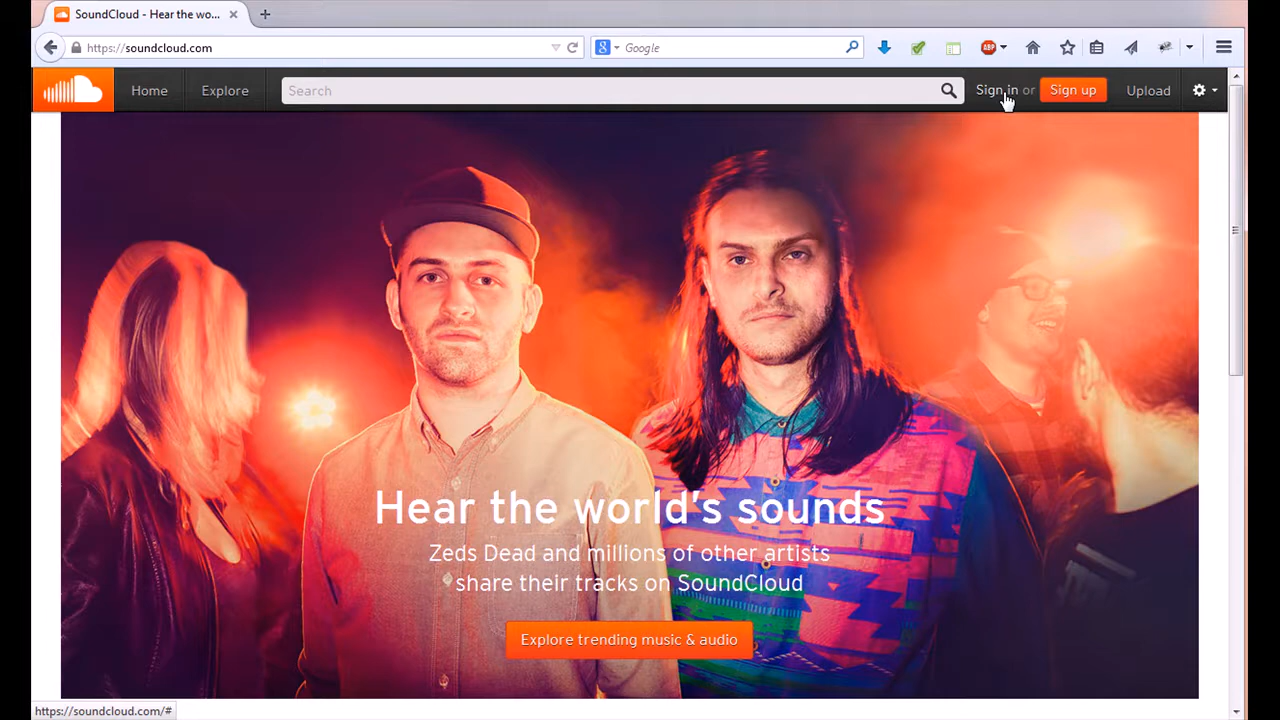 SoundCloud - Hear the wo...
https://soundcloud.com
Google
ABP
Home
Explore
Search
Sign in or
Sign up
Upload
Hear the world's sounds
Zeds Dead and millions of other artists
share their tracks on SoundCloud
Explore trending music & audio
https://soundcloud.com/#